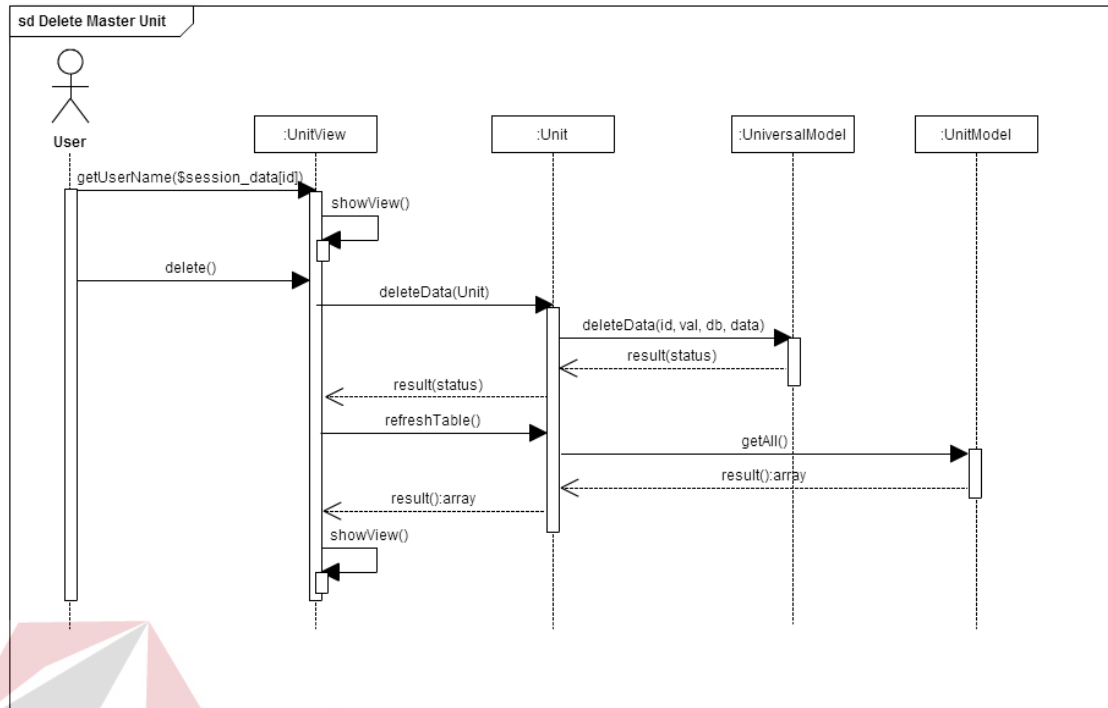 sd Delete Master Unit
User
:UnitView
:Unit
:UniversalModel
:UnitModel
getUserName($session_data[id])
showView()
delete()
deleteData(Unit)
deleteData(id, val, db, data)
result(status)
result(status)
refreshTable()
getAll()
result():array
result():array
showView()